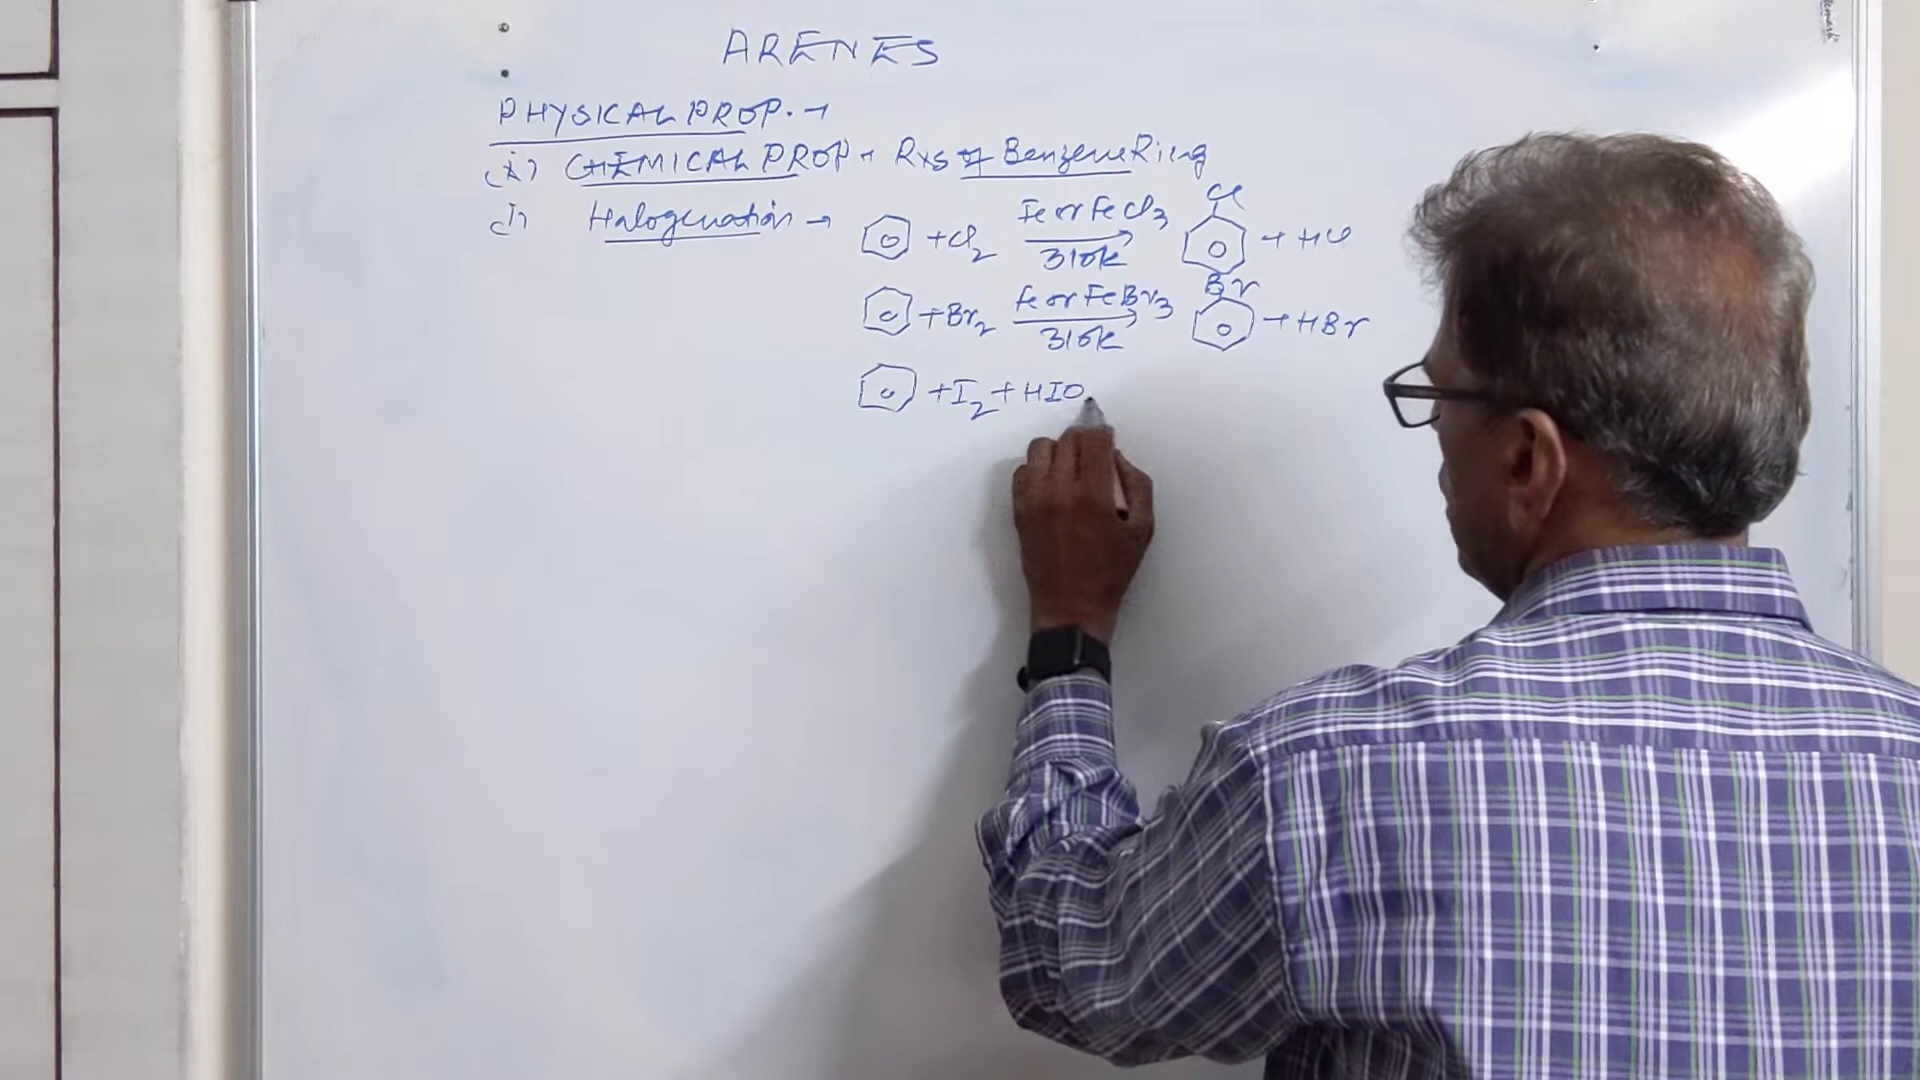 ARENES
PHYSICAL PROP. →
(i) CHEMICAL PROP → Rxs of Benzene Ring
(i) Halogenation → + Cl2 Fe or FeCl3 310K Cl + HCl
+ Br2 Fe or FeBr3 310K Br + HBr
+ I2 + HIO